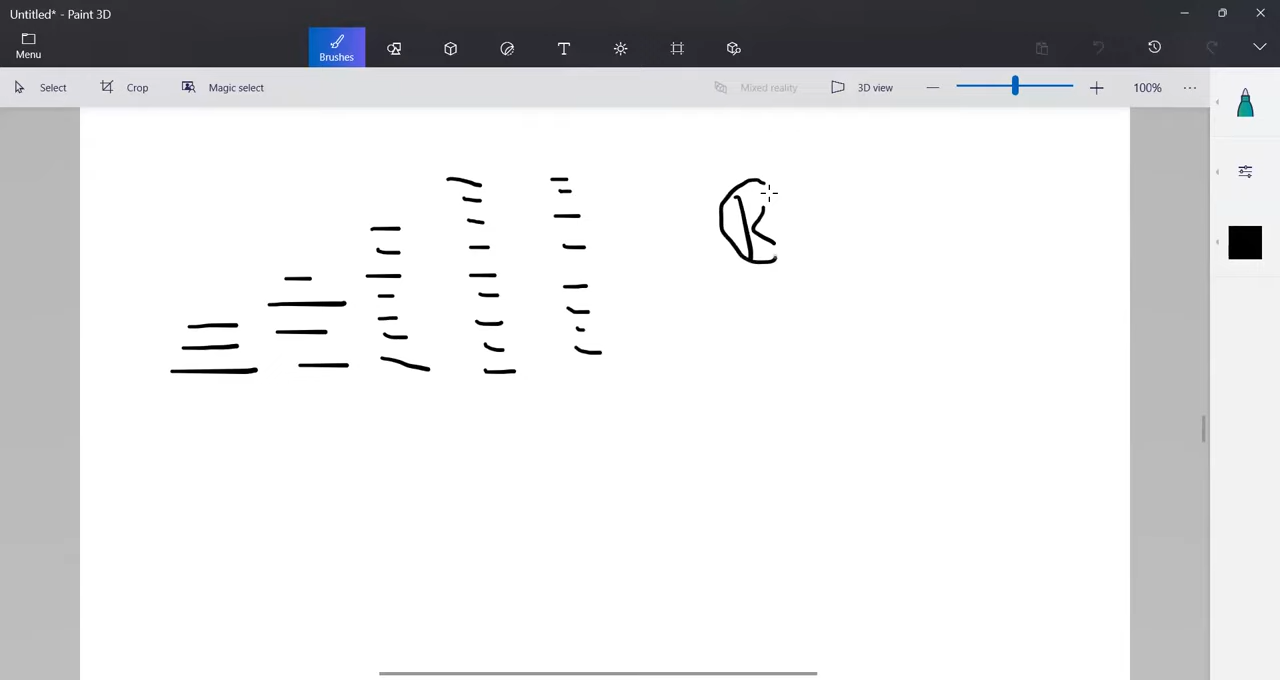 Untitled* - Paint 3D
Menu
Brushes
Select
Crop
Magic select
Mixed reality
3D view
100%
K